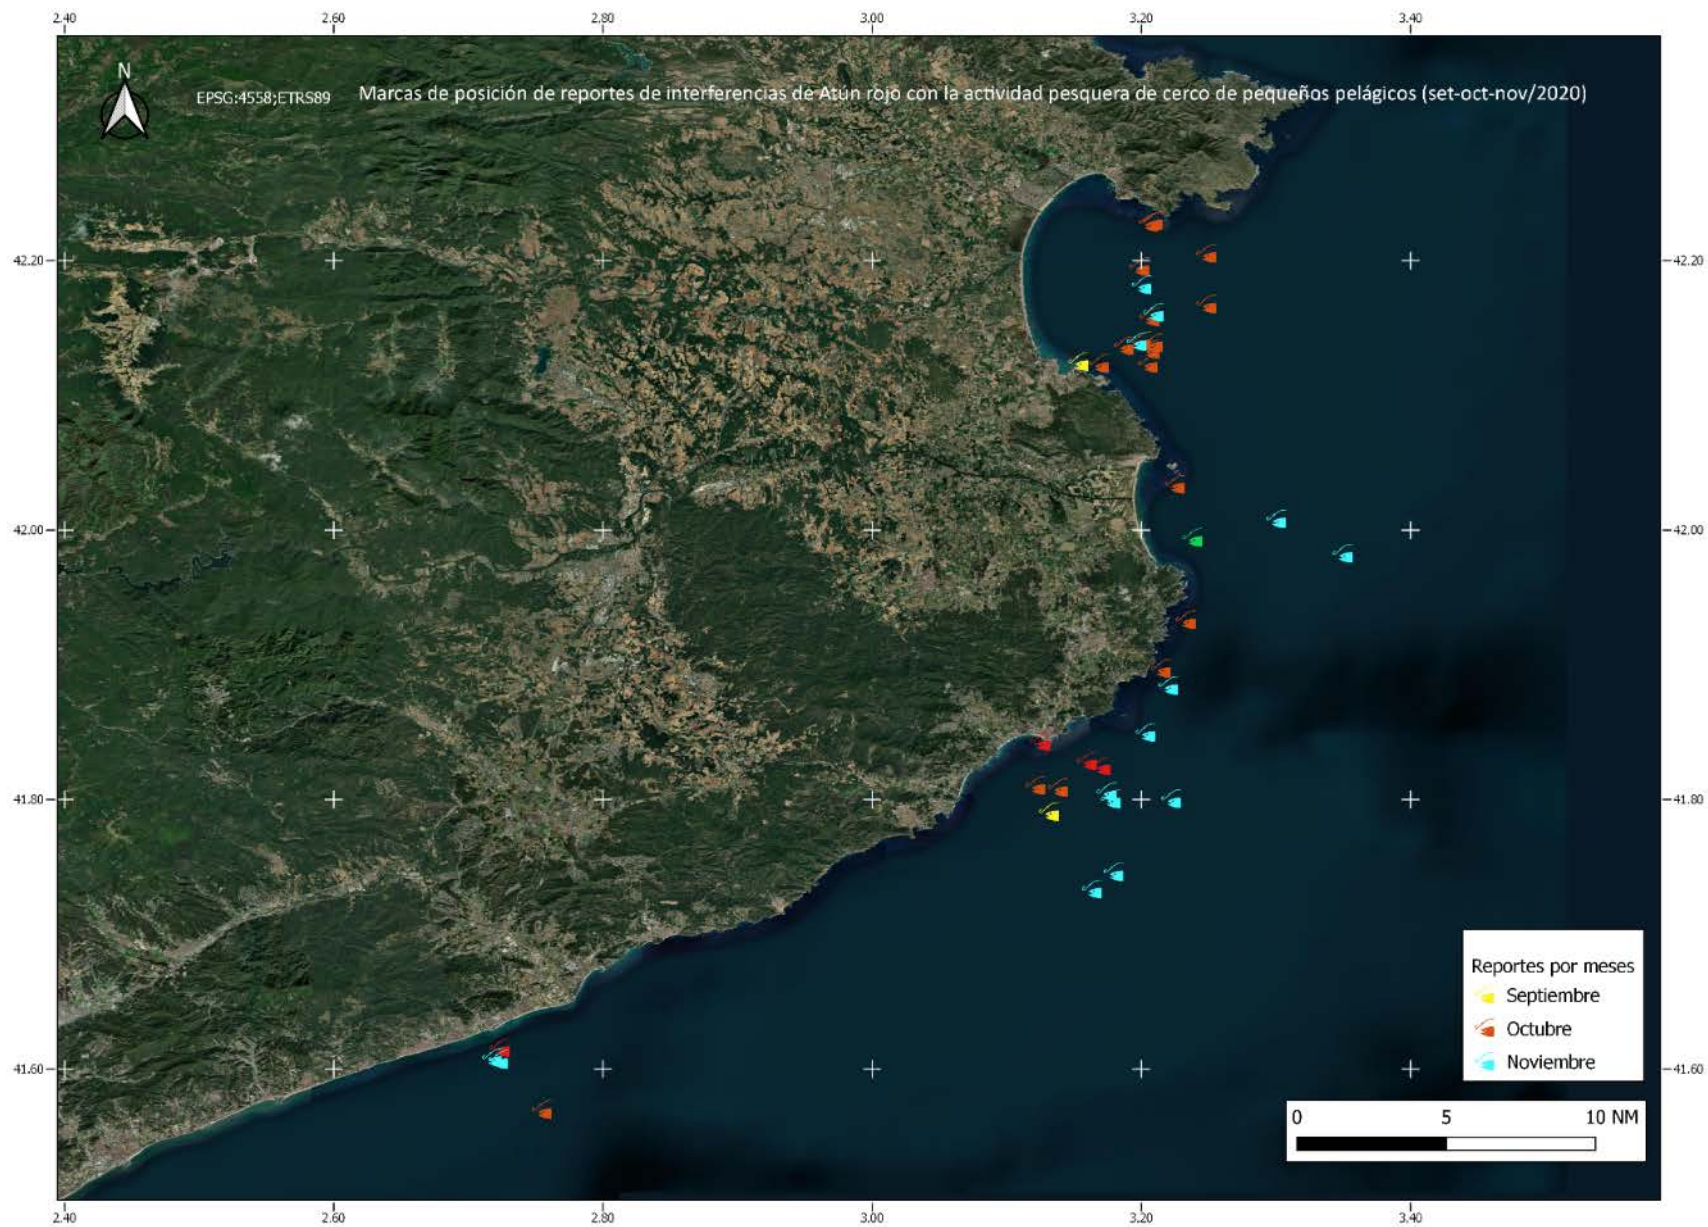 2.40 2.60 2.80 3.00 3.20 3.40
N
EPSG:4558;ETRS89 Marcas de posición de reportes de interferencias de Atún rojo con la actividad pesquera de cerco de pequeños pelágicos (set-oct-nov/2020)
42.20 42.20
42.00 42.00
41.80 41.80
Reportes por meses
Septiembre
Octubre
Noviembre
41.60 41.60
0 5 10 NM
2.40 2.60 2.80 3.00 3.20 3.40